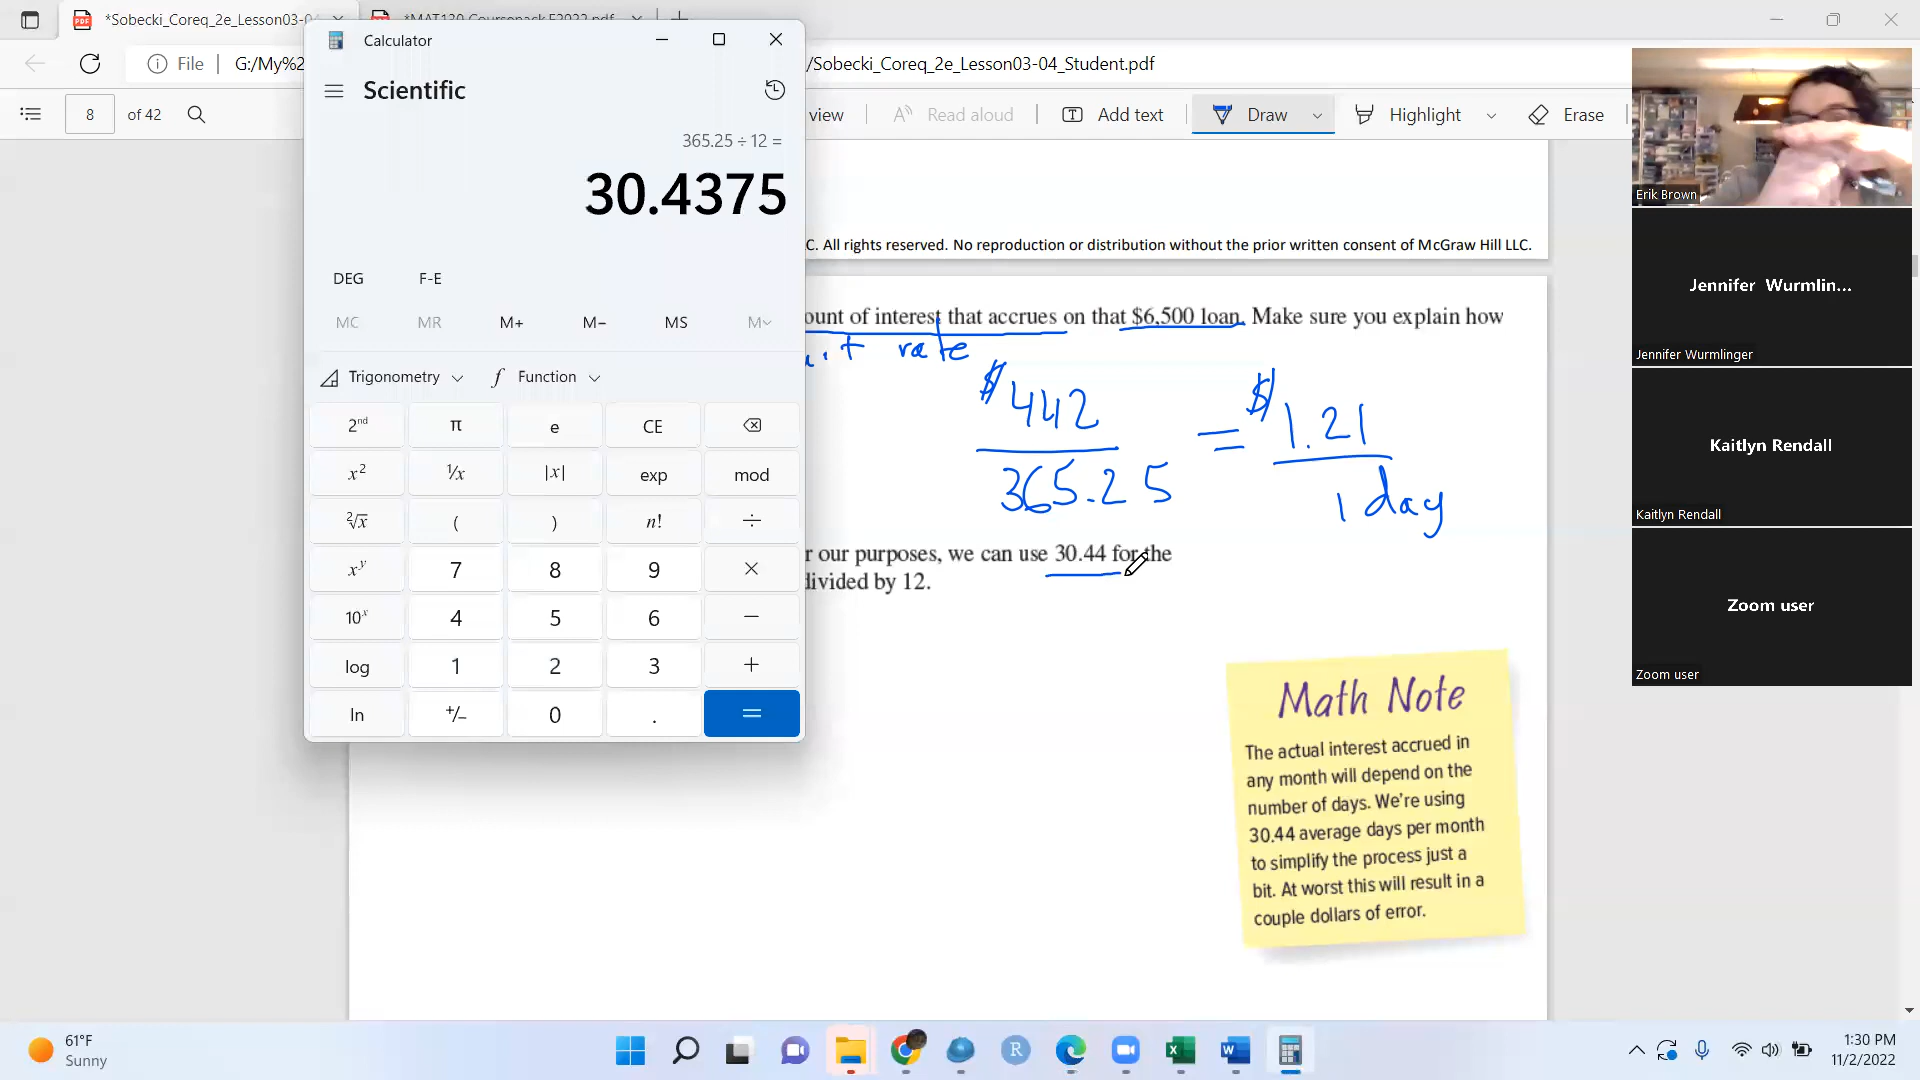 *Sobecki_Coreq_2e_Lesson03-0
*MAT130 Coursepack F2022.pdf
File
G:/My%2
/Sobecki_Coreq_2e_Lesson03-04_Student.pdf
8
of 42
view
Read aloud
Add text
Draw
Highlight
Erase
Calculator
Scientific
365.25 ÷ 12 =
30.4375
DEG F-E
MC MR M+ M− MS M
Trigonometry
Function
2nd π e CE
x² ¹/x |x| exp mod
²√x ( ) n! ÷
xʸ 7 8 9 ×
10ˣ 4 5 6 −
log 1 2 3 +
ln +/− 0 . =
C. All rights reserved. No reproduction or distribution without the prior written consent of McGraw Hill LLC.
ount of interest that accrues on that $6,500 loan. Make sure you explain how
rate
$442
365.25
= $1.21
1 day
r our purposes, we can use 30.44 for the
divided by 12.
Math Note
The actual interest accrued in
any month will depend on the
number of days. We're using
30.44 average days per month
to simplify the process just a
bit. At worst this will result in a
couple dollars of error.
Erik Brown
Jennifer Wurmlin...
Jennifer Wurmlinger
Kaitlyn Rendall
Kaitlyn Rendall
Zoom user
Zoom user
61°F
Sunny
1:30 PM
11/2/2022